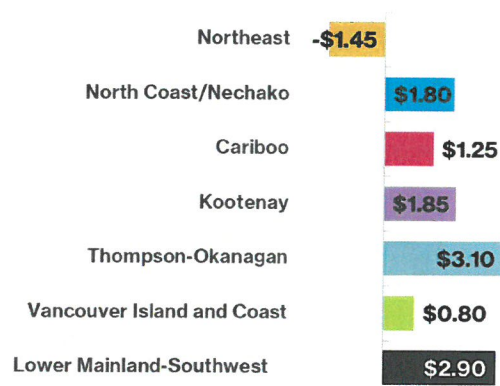 Northeast -$1.45
North Coast/Nechako $1.80
Cariboo $1.25
Kootenay $1.85
Thompson-Okanagan $3.10
Vancouver Island and Coast $0.80
Lower Mainland-Southwest $2.90